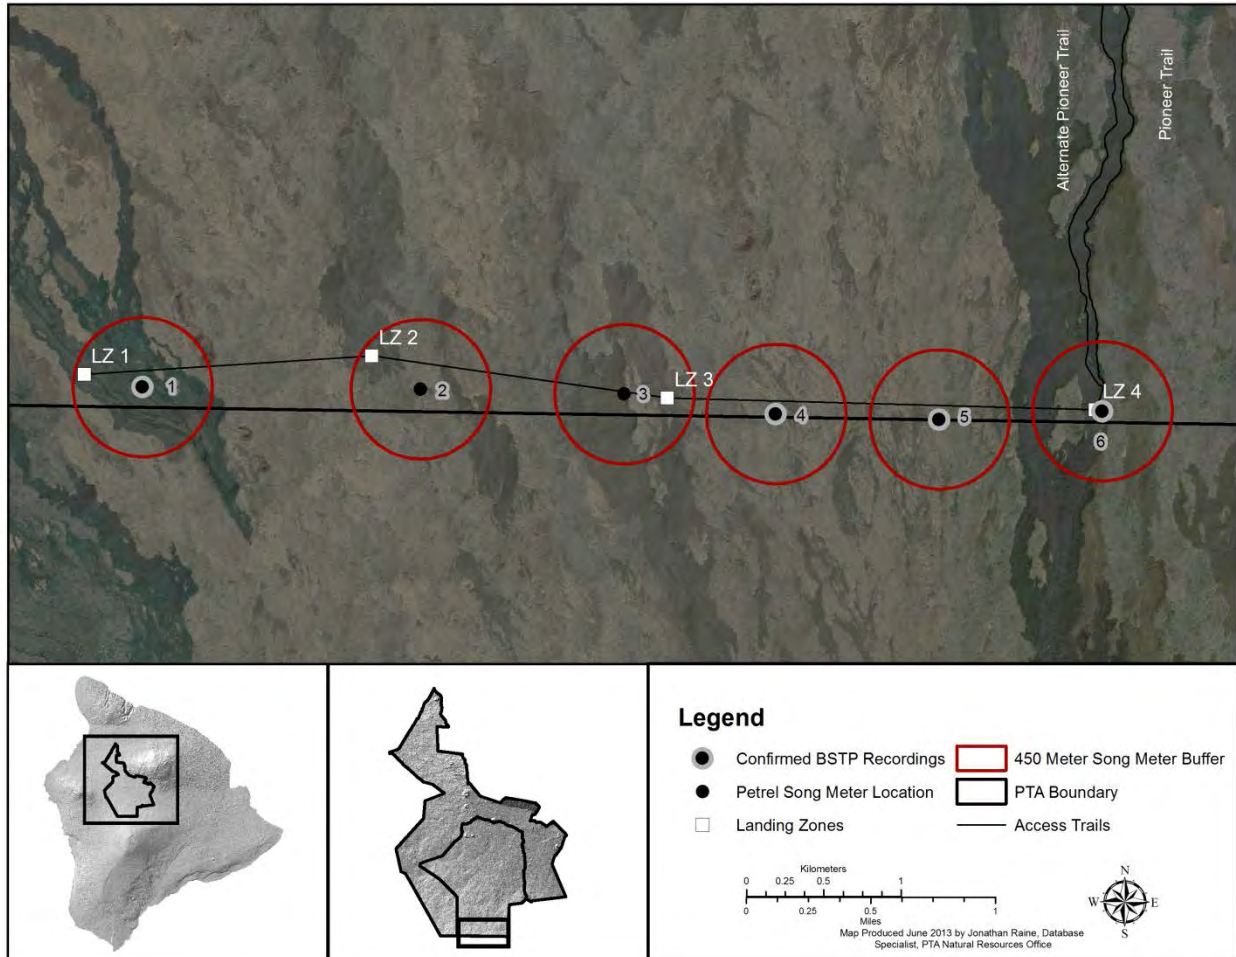 Alternate Pioneer Trail
Pioneer Trail
LZ 1
LZ 2
LZ 3
LZ 4
1
2
3
4
5
6
Legend
Confirmed BSTP Recordings
Petrel Song Meter Location
Landing Zones
450 Meter Song Meter Buffer
PTA Boundary
Access Trails
Kilometers
0 0.25 0.5 1
0 0.25 0.5 1
Miles
N
W E
S
Map Produced June 2013 by Jonathan Raine, Database
Specialist, PTA Natural Resources Office